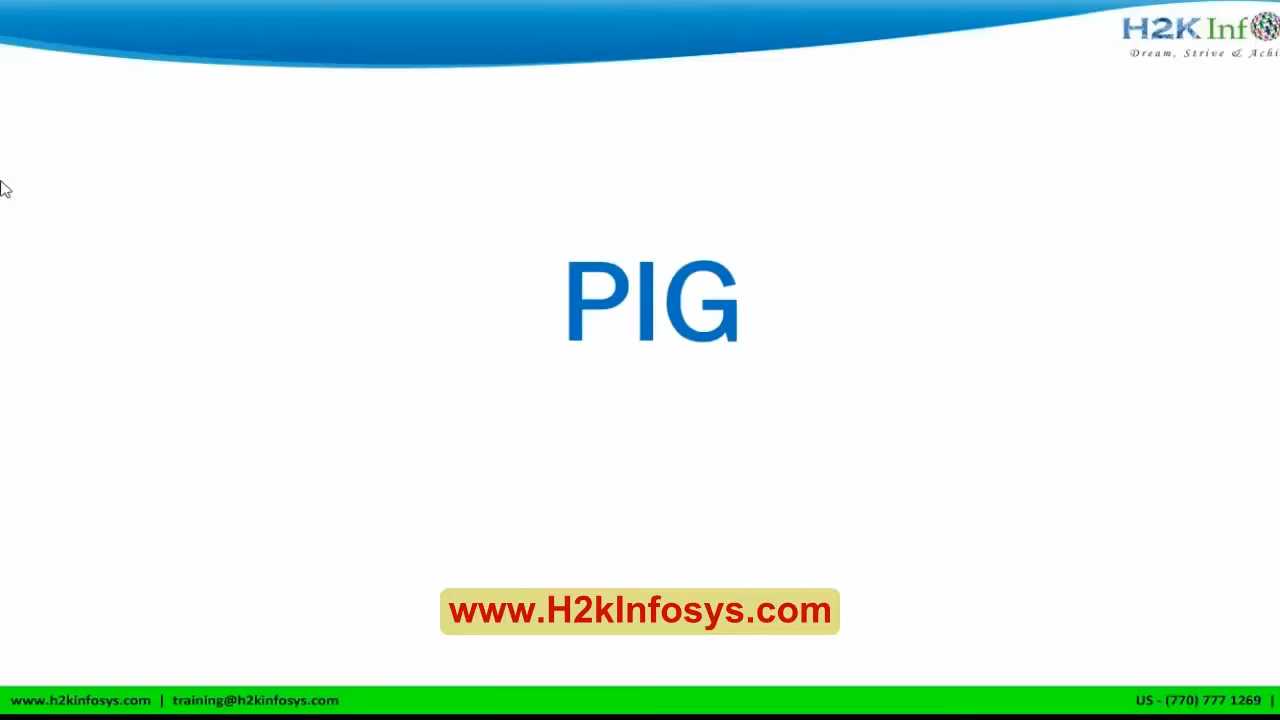 H2K Inf
Dream, Strive & Achi
PIG
www.H2kInfosys.com
www.h2kinfosys.com | training@h2kinfosys.com
US - (770) 777 1269 |